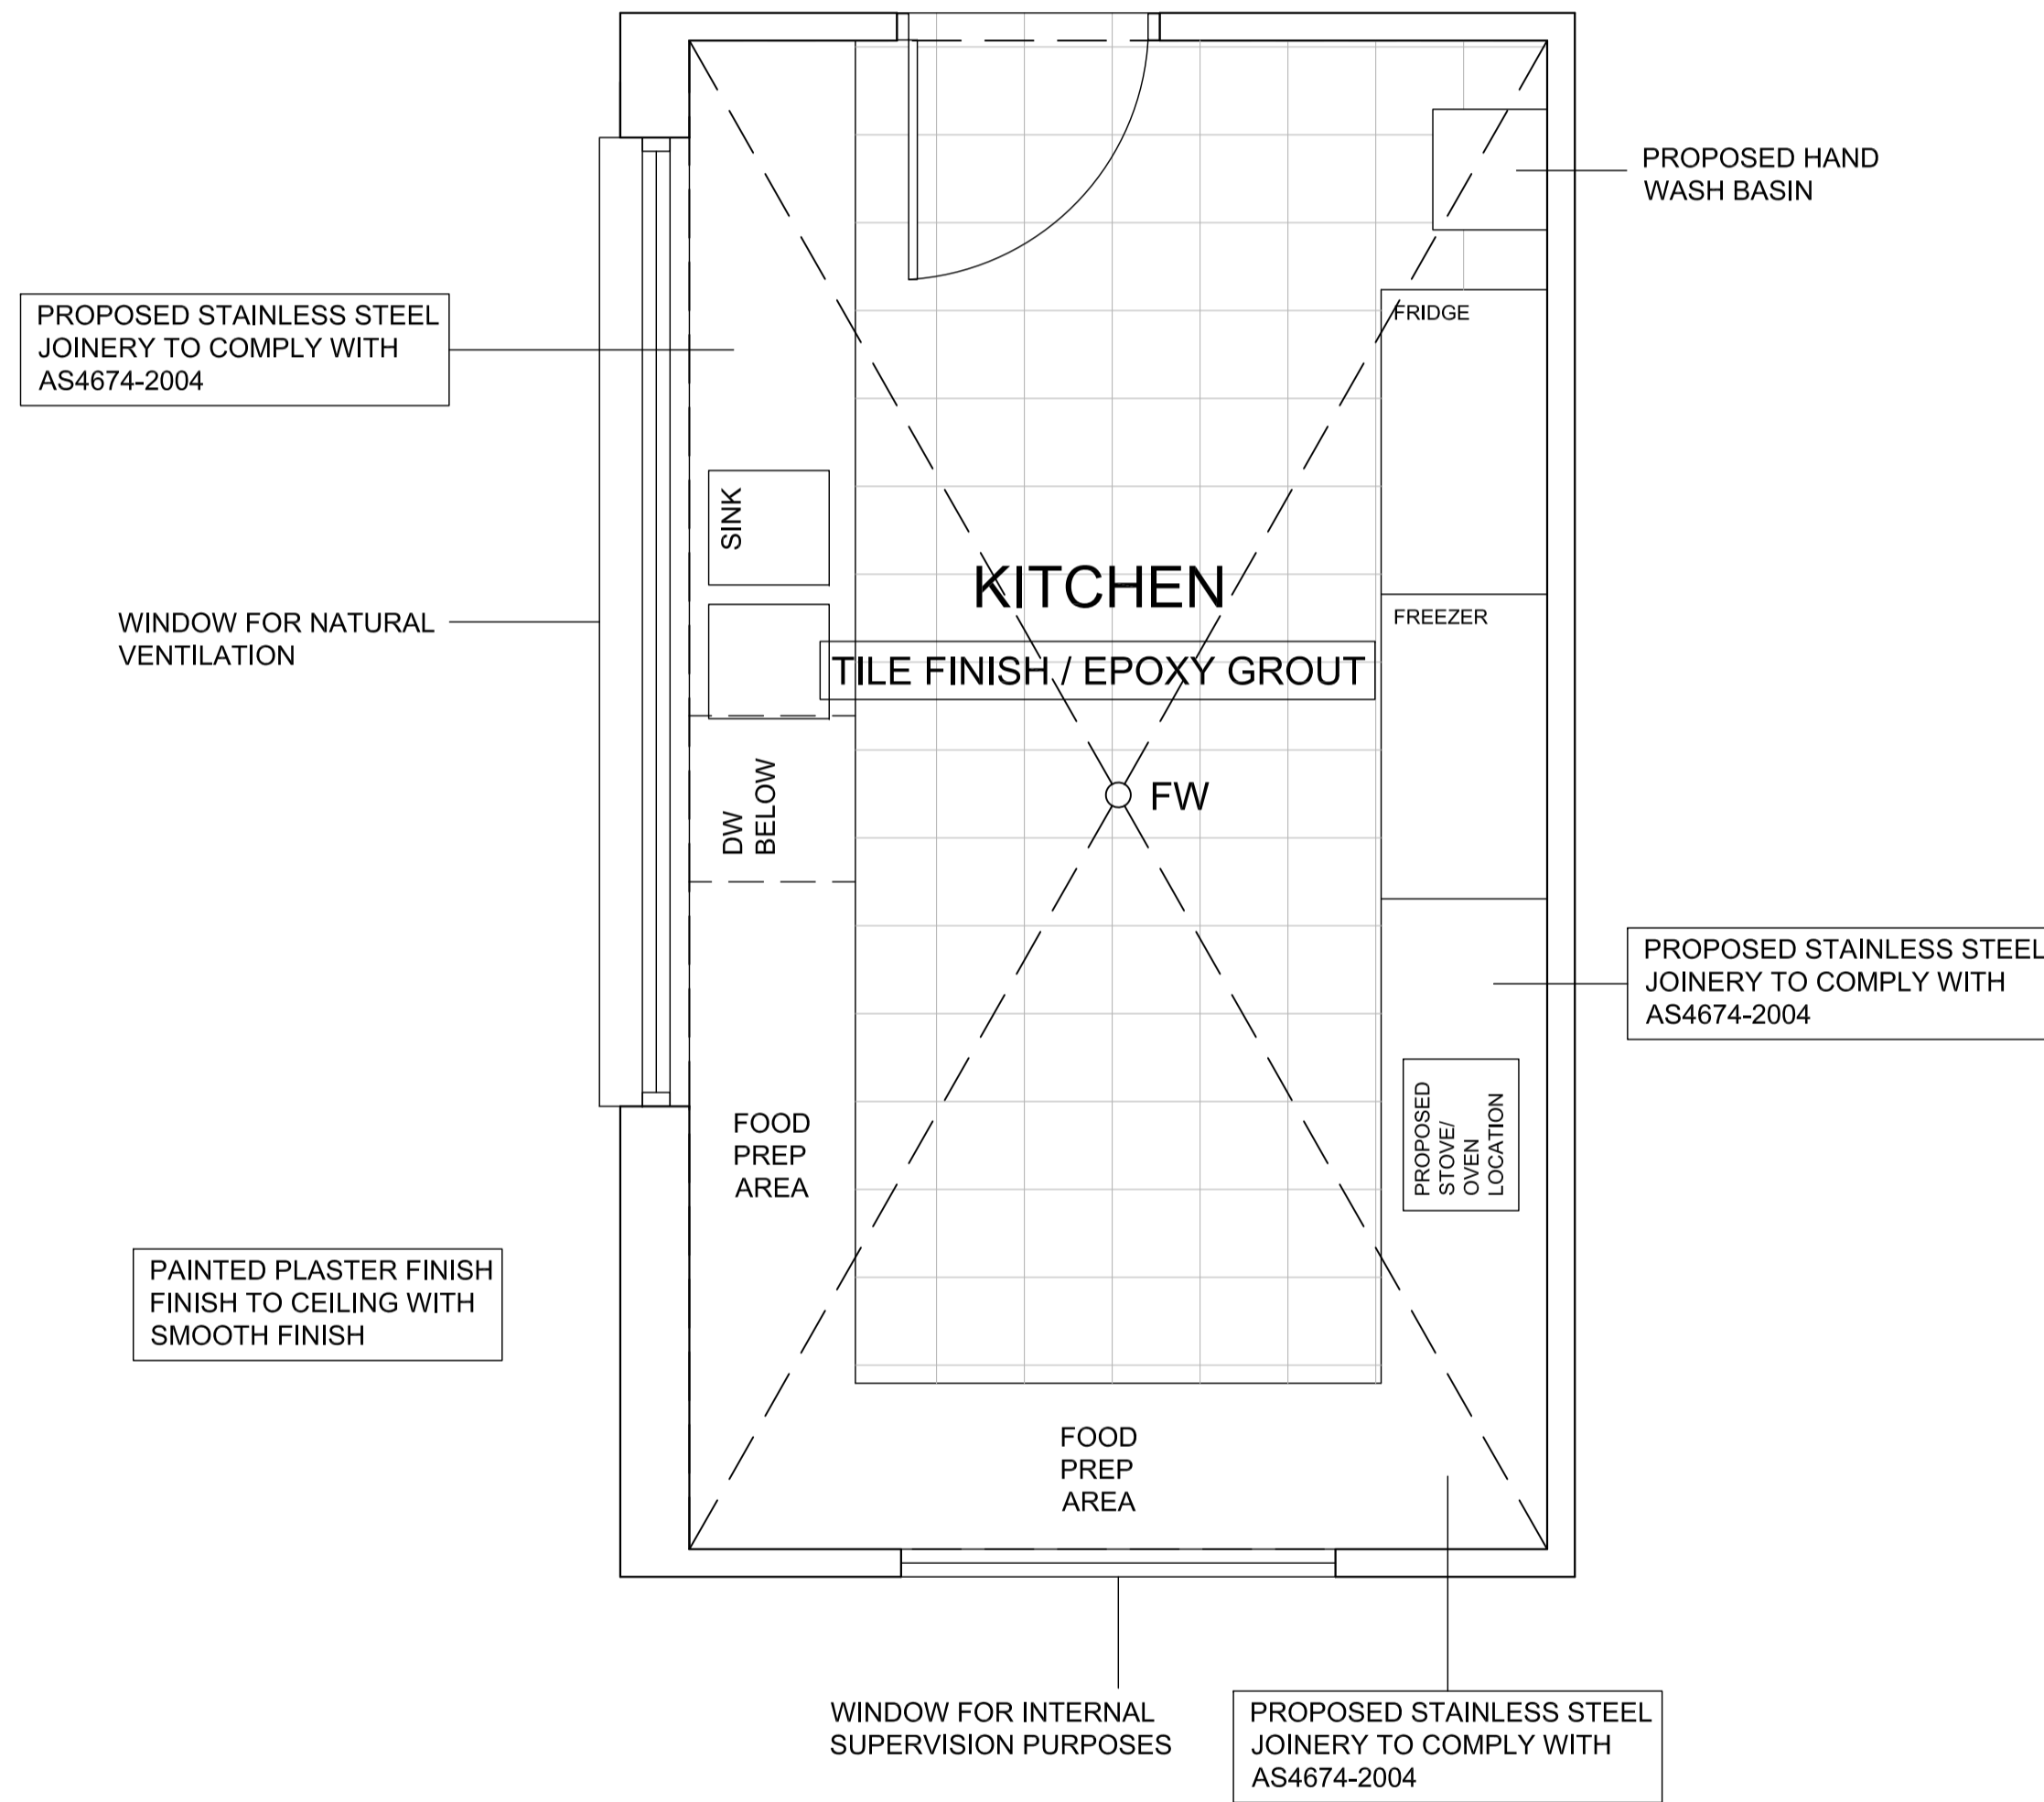 PROPOSED HAND
WASH BASIN
PROPOSED STAINLESS STEEL
JOINERY TO COMPLY WITH
AS4674-2004
FRIDGE
SINK
KITCHEN
WINDOW FOR NATURAL
VENTILATION
FREEZER
TILE FINISH / EPOXY GROUT
DW
BELOW
FW
PROPOSED STAINLESS STEEL
JOINERY TO COMPLY WITH
AS4674-2004
PROPOSED
STOVE/
OVEN
LOCATION
FOOD
PREP
AREA
PAINTED PLASTER FINISH
FINISH TO CEILING WITH
SMOOTH FINISH
FOOD
PREP
AREA
WINDOW FOR INTERNAL
SUPERVISION PURPOSES
PROPOSED STAINLESS STEEL
JOINERY TO COMPLY WITH
AS4674-2004